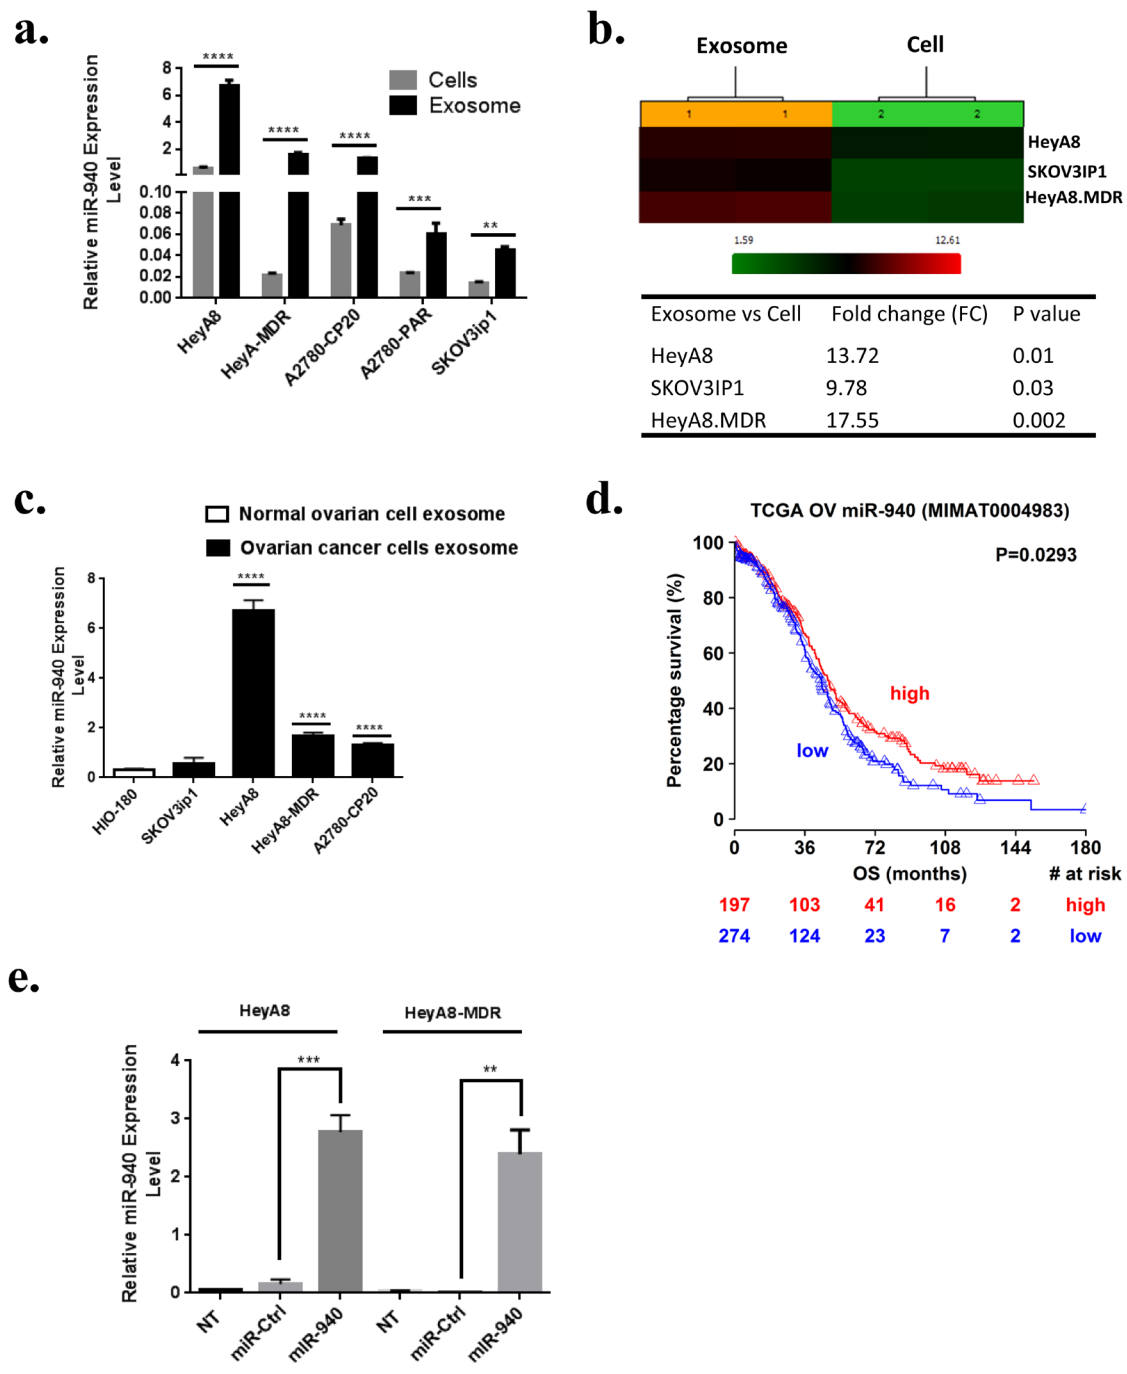 a.
Relative miR-940 Expression
Level
8
6
4
2
0.10
0.08
0.06
0.04
0.02
0.00
****
****
****
***
**
Cells
Exosome
HeyA8
HeyA-MDR
A2780-CP20
A2780-PAR
SKOV3ip1
b.
Exosome Cell
1 1 2 2
HeyA8
SKOV3IP1
HeyA8.MDR
1.59 12.61
Exosome vs Cell Fold change (FC) P value
HeyA8 13.72 0.01
SKOV3IP1 9.78 0.03
HeyA8.MDR 17.55 0.002
c.
Normal ovarian cell exosome
Ovarian cancer cells exosome
Relative miR-940 Expression
Level
8
6
4
2
0
****
****
****
HIO-180
SKOV3ip1
HeyA8
HeyA8-MDR
A2780-CP20
d.
TCGA OV miR-940 (MIMAT0004983)
P=0.0293
Percentage survival (%)
100
80
60
40
20
0
high
low
0 36 72 108 144 180
OS (months) # at risk
197 103 41 16 2 high
274 124 23 7 2 low
e.
HeyA8 HeyA8-MDR
Relative miR-940 Expression
Level
4
3
2
1
0
***
**
NT
miR-Ctrl
miR-940
NT
miR-Ctrl
miR-940